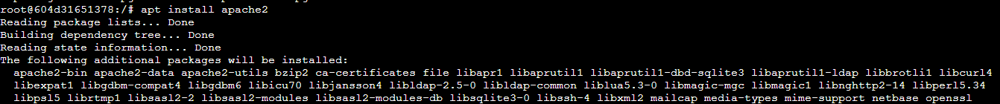 root@604d31651378:/# apt install apache2
Reading package lists... Done
Building dependency tree... Done
Reading state information... Done
The following additional packages will be installed:
apache2-bin apache2-data apache2-utils bzip2 ca-certificates file libapr1 libaprutil1 libaprutil1-dbd-sqlite3 libaprutil1-ldap libbrotli1 libcurl4
libexpat1 libgdbm-compat4 libgdbm6 libicu70 libjansson4 libldap-2.5-0 libldap-common liblua5.3-0 libmagic-mgc libmagic1 libnghttp2-14 libperl5.34
libpsl5 librtmp1 libsasl2-2 libsasl2-modules libsasl2-modules-db libsqlite3-0 libssh-4 libxml2 mailcap media-types mime-support netbase openssl